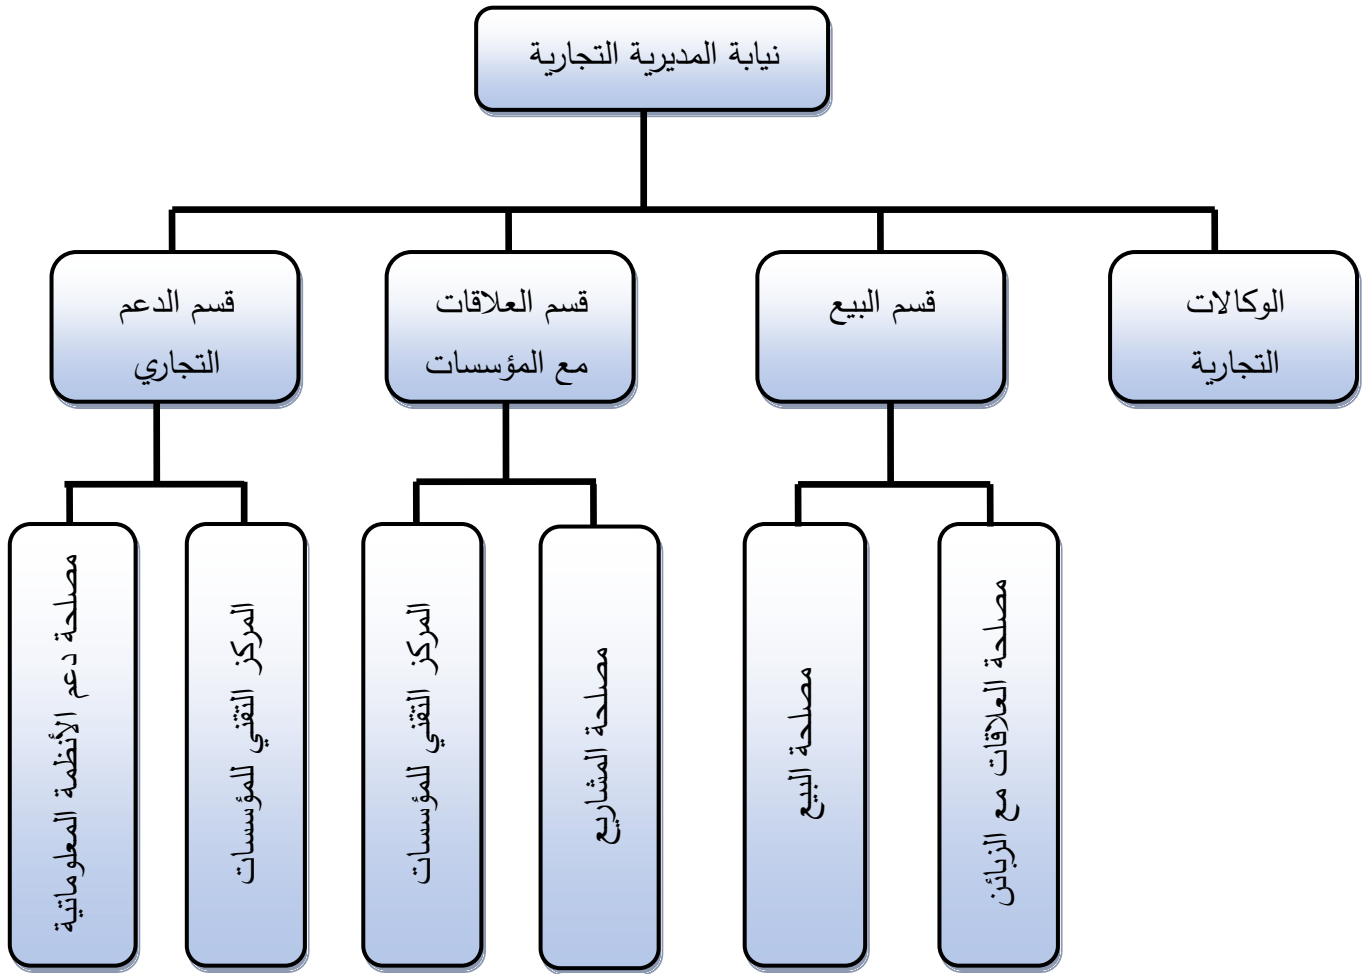 نيابة المديرية التجارية
الوكالات
التجارية
قسم البيع
قسم العلاقات
مع المؤسسات
قسم الدعم
التجاري
مصلحة العلاقات مع الزبائن
مصلحة البيع
مصلحة المشاريع
المركز التقني للمؤسسات
المركز التقني للمؤسسات
مصلحة دعم الأنظمة المعلوماتية